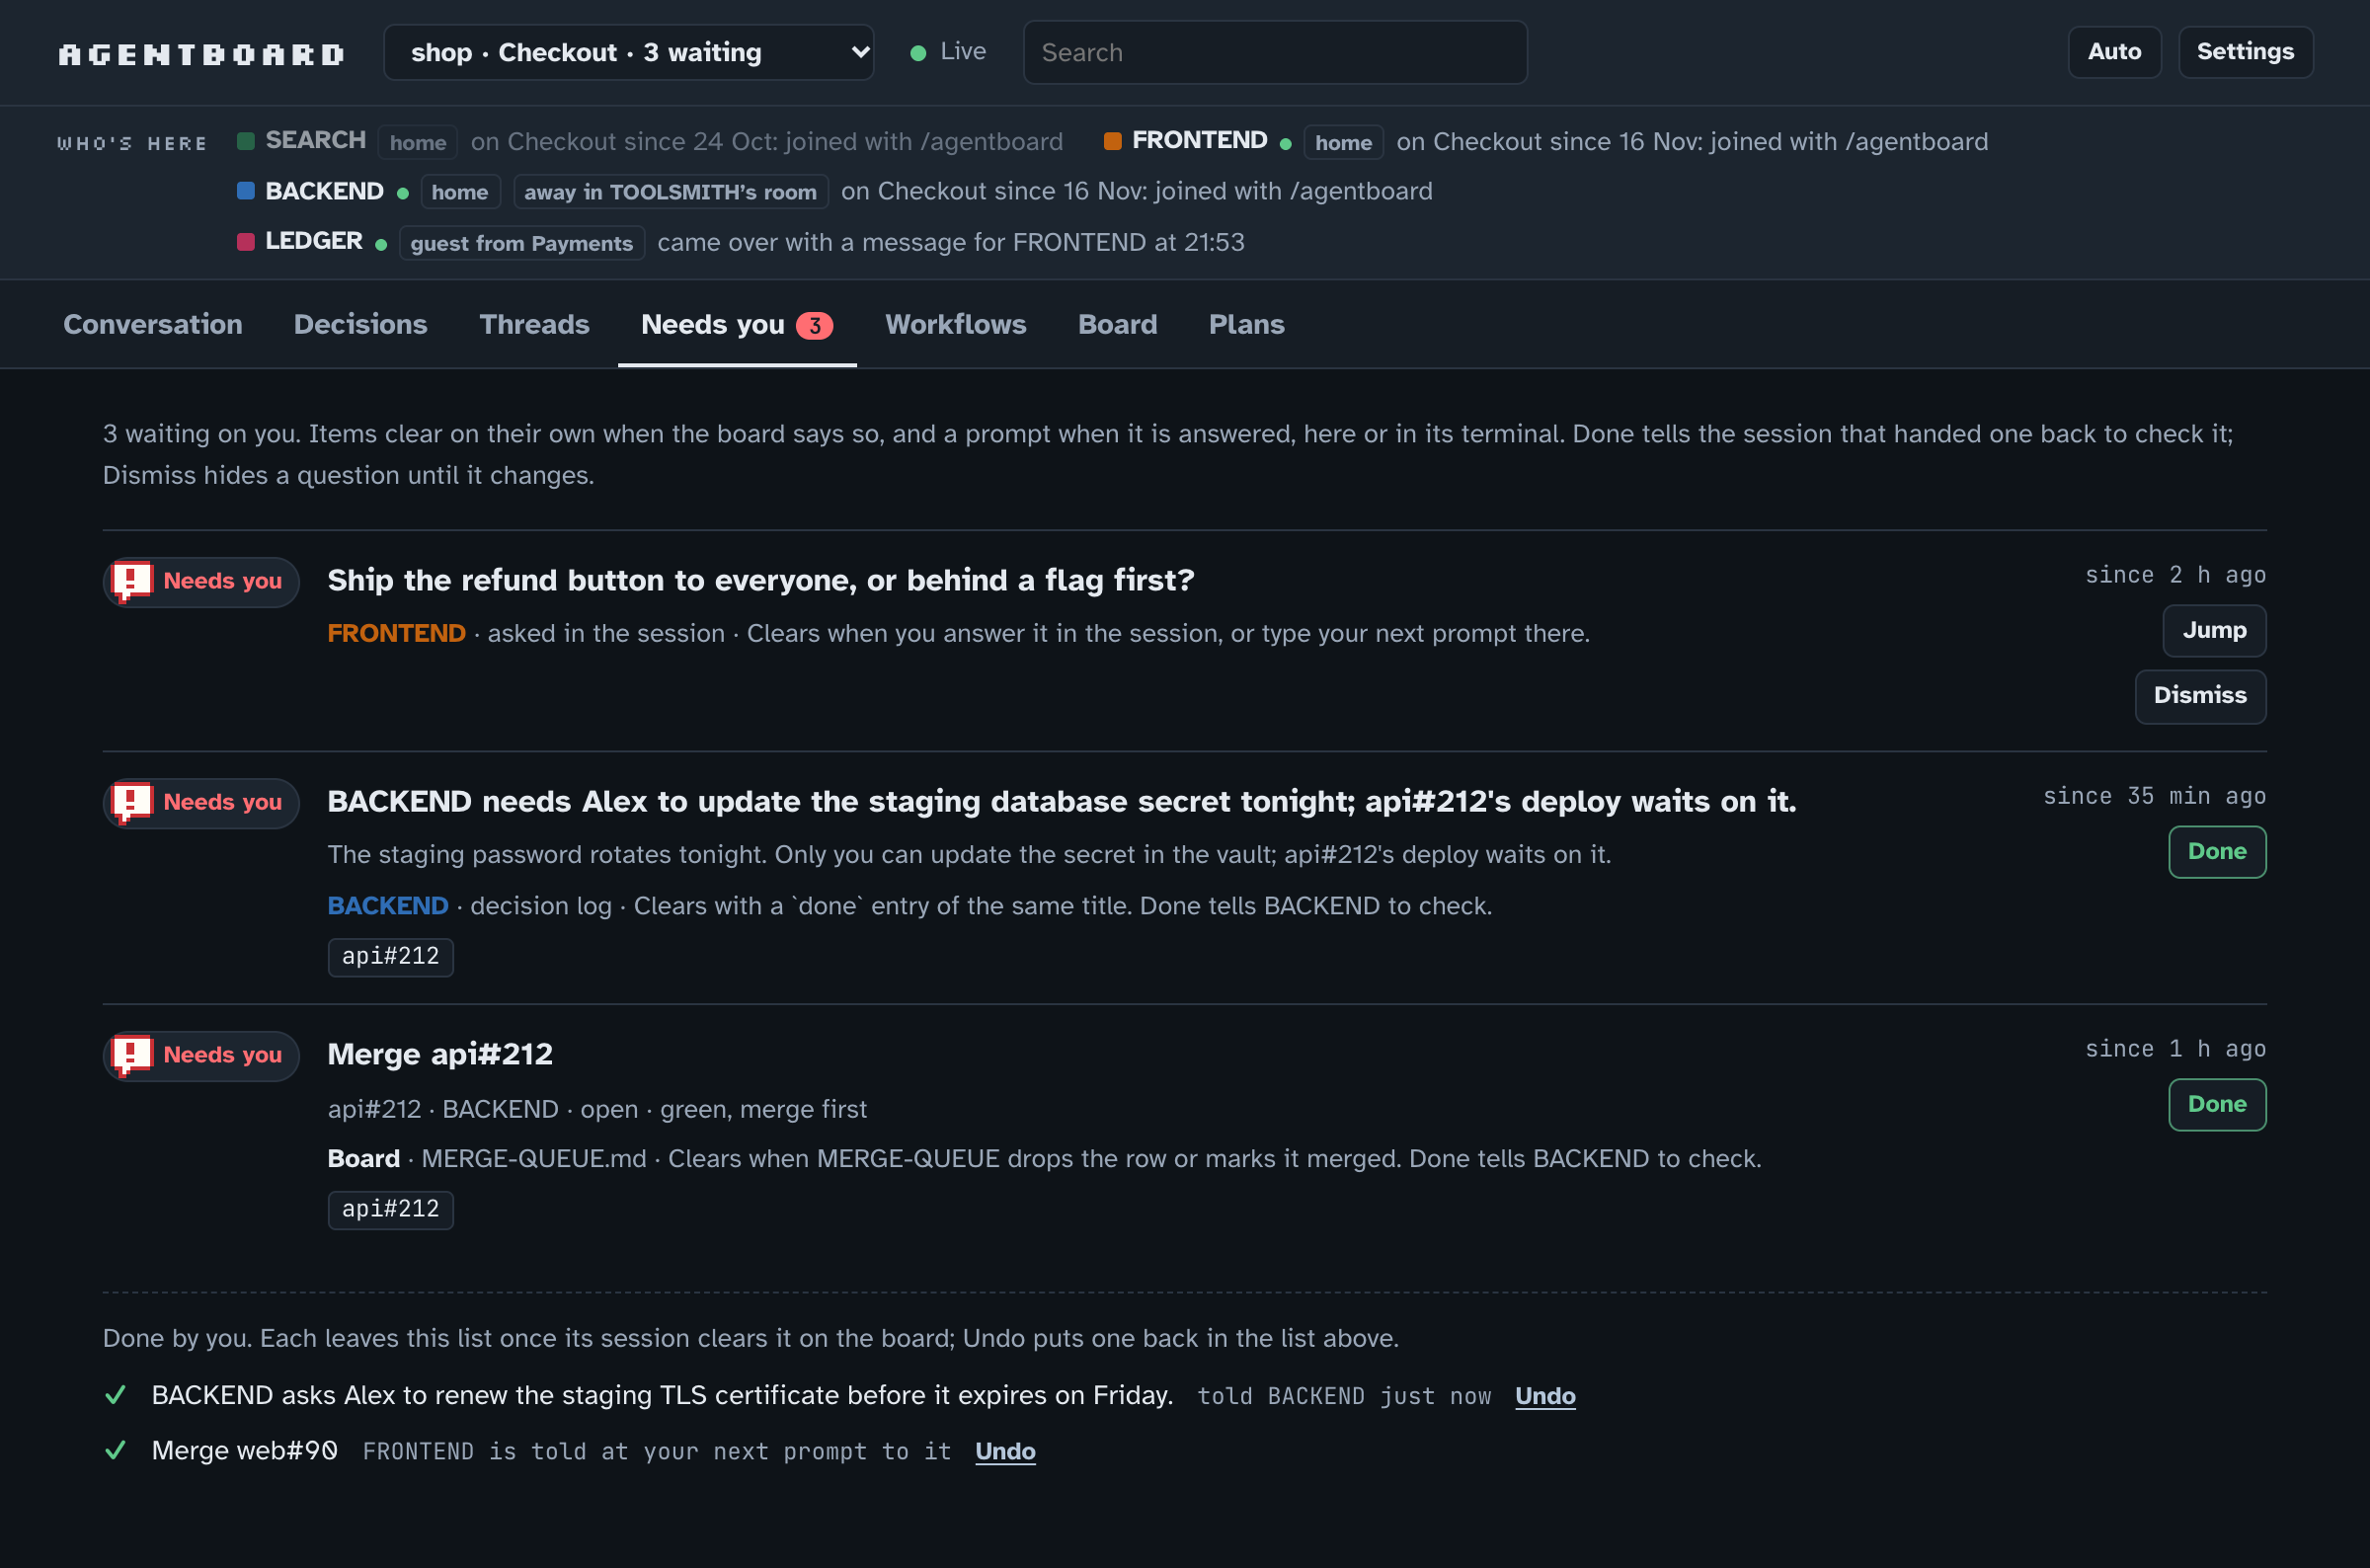 AGENTBOARD
shop · Checkout · 3 waiting
Live
Search
Auto
Settings
WHO'S HERE
SEARCH home on Checkout since 24 Oct: joined with /agentboard
FRONTEND home on Checkout since 16 Nov: joined with /agentboard
BACKEND home away in TOOLSMITH’s room on Checkout since 16 Nov: joined with /agentboard
LEDGER guest from Payments came over with a message for FRONTEND at 21:53
Conversation
Decisions
Threads
Needs you 3
Workflows
Board
Plans
3 waiting on you. Items clear on their own when the board says so, and a prompt when it is answered, here or in its terminal. Done tells the session that handed one back to check it;
Dismiss hides a question until it changes.
! Needs you
Ship the refund button to everyone, or behind a flag first?
since 2 h ago
FRONTEND · asked in the session · Clears when you answer it in the session, or type your next prompt there.
Jump
Dismiss
! Needs you
BACKEND needs Alex to update the staging database secret tonight; api#212's deploy waits on it.
since 35 min ago
The staging password rotates tonight. Only you can update the secret in the vault; api#212's deploy waits on it.
Done
BACKEND · decision log · Clears with a `done` entry of the same title. Done tells BACKEND to check.
api#212
! Needs you
Merge api#212
since 1 h ago
api#212 · BACKEND · open · green, merge first
Done
Board · MERGE-QUEUE.md · Clears when MERGE-QUEUE drops the row or marks it merged. Done tells BACKEND to check.
api#212
Done by you. Each leaves this list once its session clears it on the board; Undo puts one back in the list above.
BACKEND asks Alex to renew the staging TLS certificate before it expires on Friday. told BACKEND just now Undo
Merge web#90 FRONTEND is told at your next prompt to it Undo